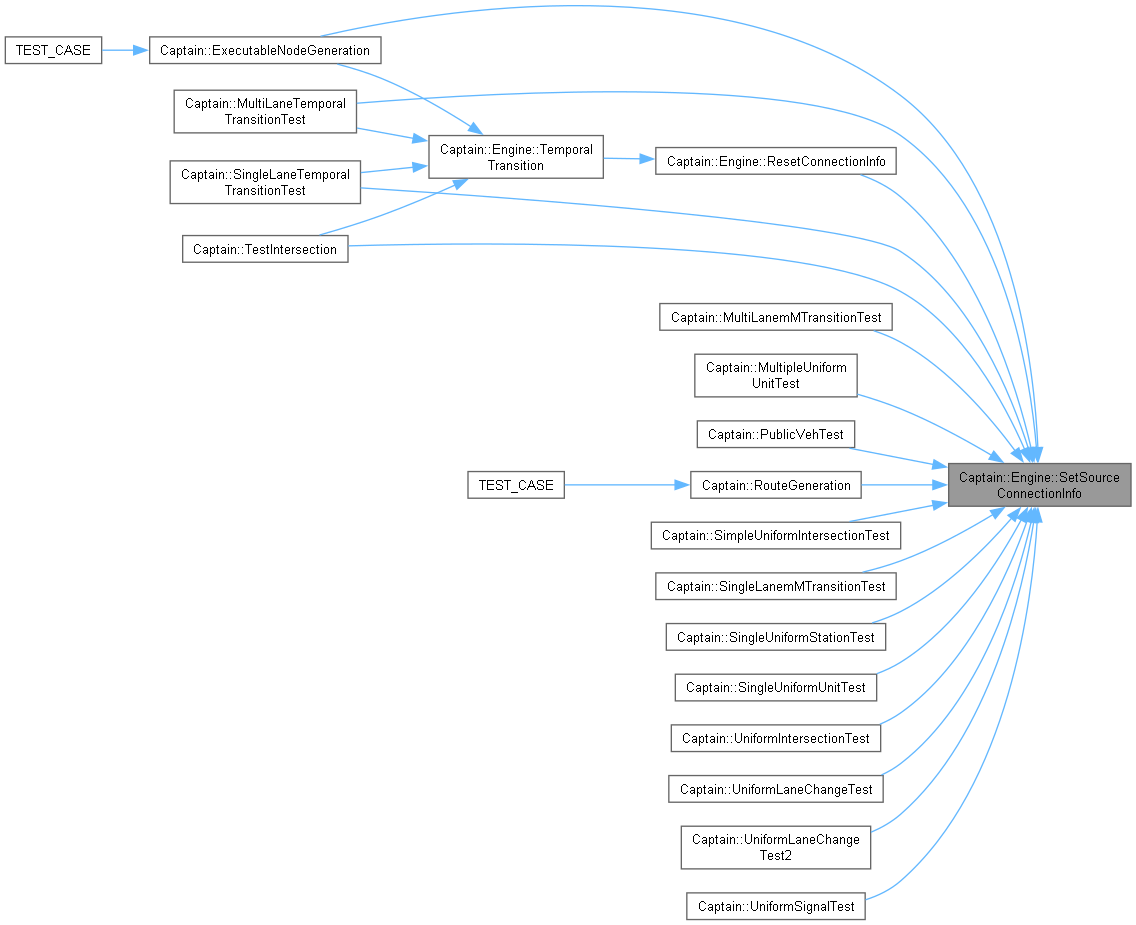 TEST_CASE
Captain::ExecutableNodeGeneration
Captain::MultiLaneTemporal
TransitionTest
Captain::Engine::Temporal
Transition
Captain::Engine::ResetConnectionInfo
Captain::SingleLaneTemporal
TransitionTest
Captain::TestIntersection
Captain::MultiLanemMTransitionTest
Captain::MultipleUniform
UnitTest
Captain::PublicVehTest
Captain::Engine::SetSource
ConnectionInfo
TEST_CASE
Captain::RouteGeneration
Captain::SimpleUniformIntersectionTest
Captain::SingleLanemMTransitionTest
Captain::SingleUniformStationTest
Captain::SingleUniformUnitTest
Captain::UniformIntersectionTest
Captain::UniformLaneChangeTest
Captain::UniformLaneChange
Test2
Captain::UniformSignalTest